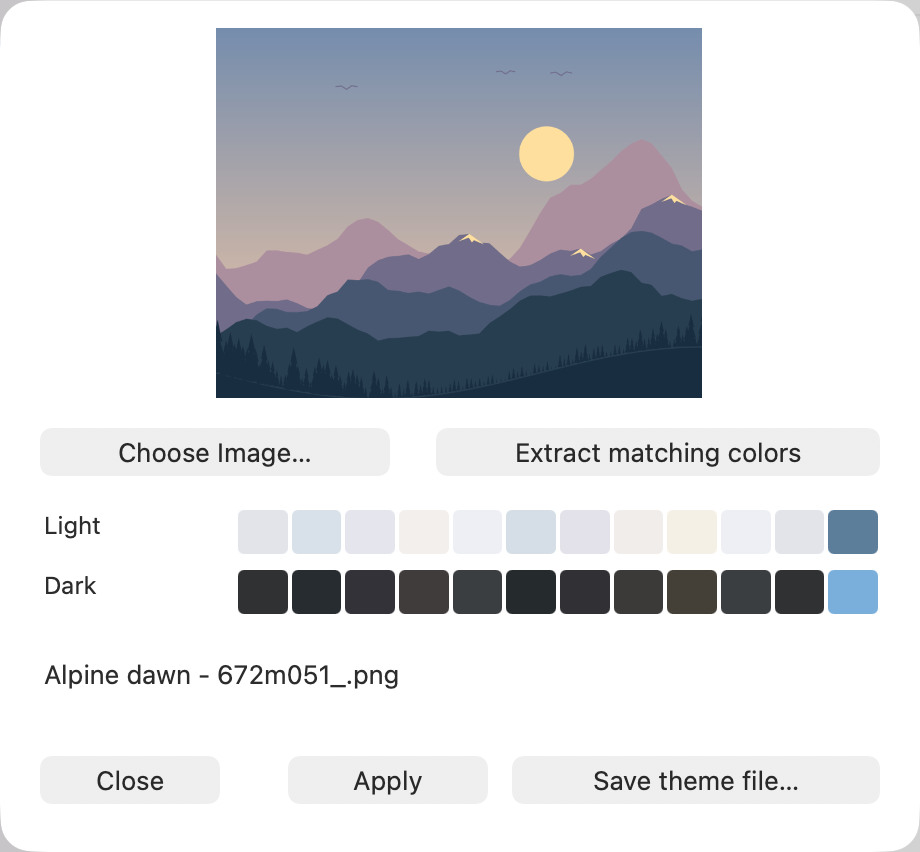 Choose Image...
Extract matching colors
Light
Dark
Alpine dawn - 672m051_.png
Close
Apply
Save theme file...